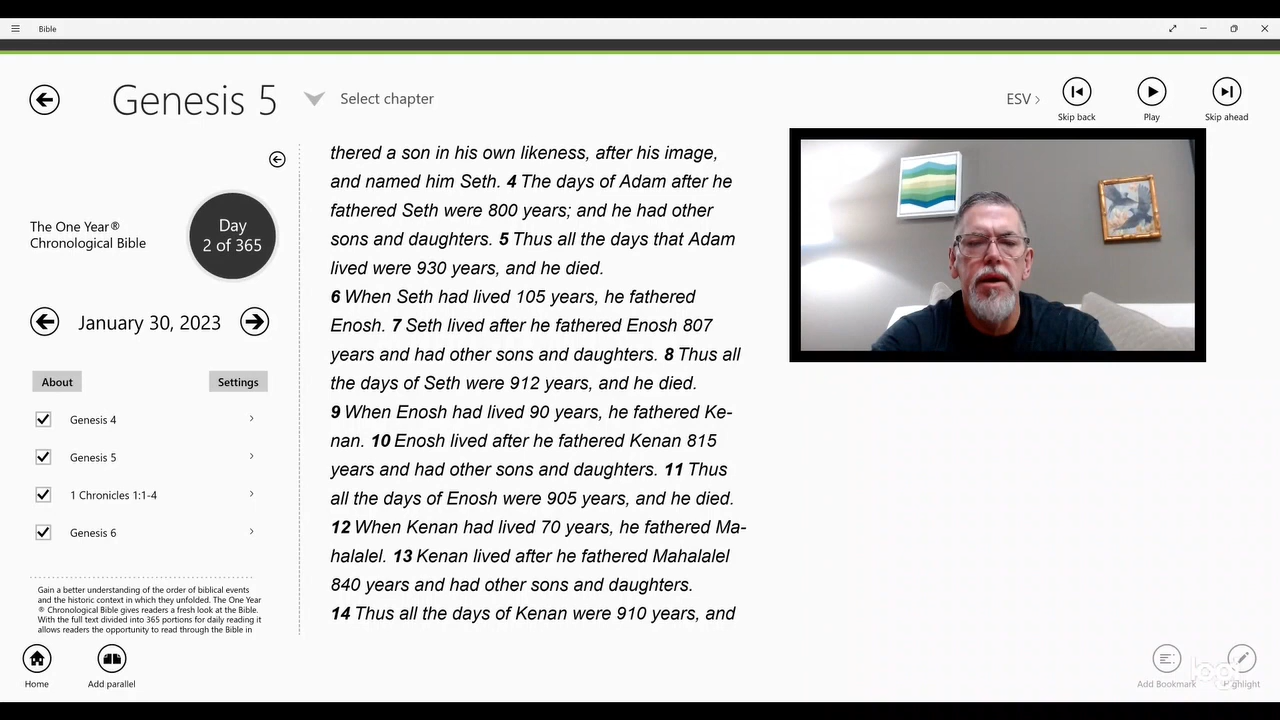 Bible
Genesis 5
Select chapter
ESV
Skip back
Play
Skip ahead
The One Year®
Chronological Bible
Day
2 of 365
January 30, 2023
About
Settings
Genesis 4
Genesis 5
1 Chronicles 1:1-4
Genesis 6
Gain a better understanding of the order of biblical events
and the historic context in which they unfolded. The One Year
® Chronological Bible gives readers a fresh look at the Bible.
With the full text divided into 365 portions for daily reading it
allows readers the opportunity to read through the Bible in
thered a son in his own likeness, after his image,
and named him Seth. 4 The days of Adam after he
fathered Seth were 800 years; and he had other
sons and daughters. 5 Thus all the days that Adam
lived were 930 years, and he died.
6 When Seth had lived 105 years, he fathered
Enosh. 7 Seth lived after he fathered Enosh 807
years and had other sons and daughters. 8 Thus all
the days of Seth were 912 years, and he died.
9 When Enosh had lived 90 years, he fathered Ke-
nan. 10 Enosh lived after he fathered Kenan 815
years and had other sons and daughters. 11 Thus
all the days of Enosh were 905 years, and he died.
12 When Kenan had lived 70 years, he fathered Ma-
halalel. 13 Kenan lived after he fathered Mahalalel
840 years and had other sons and daughters.
14 Thus all the days of Kenan were 910 years, and
Home
Add parallel
Add Bookmark
Highlight
logi